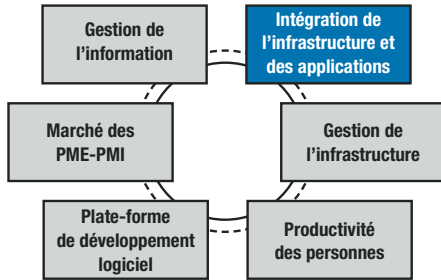 Gestion de
l'information
Intégration de
l'infrastructure et
des applications
Marché des
PME-PMI
Gestion de
l'infrastructure
Plate-forme
de développement
logiciel
Productivité
des personnes